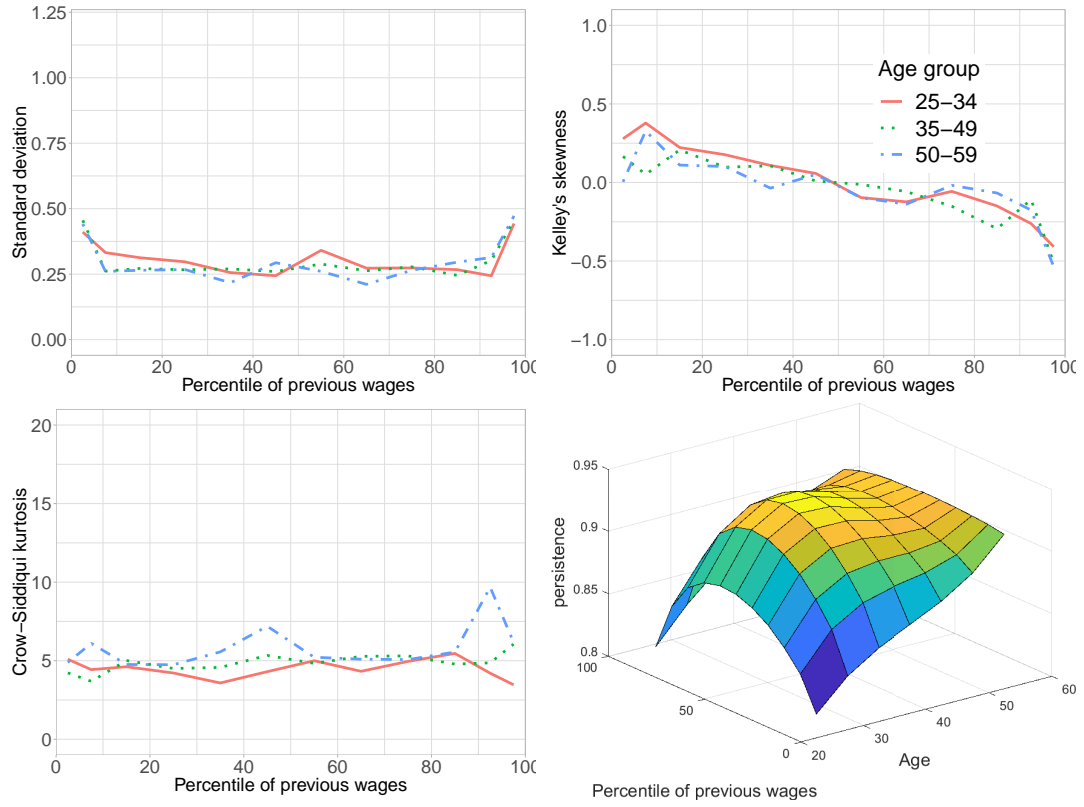 1.25
1.00
0.75
0.50
0.25
0.00
Standard deviation
0 20 40 60 80 100
Percentile of previous wages
1.0
0.5
0.0
−0.5
−1.0
Kelley's skewness
Age group
25−34
35−49
50−59
0 20 40 60 80 100
Percentile of previous wages
20
15
10
5
0
Crow−Siddiqui kurtosis
0 20 40 60 80 100
Percentile of previous wages
0.95
0.9
0.85
0.8
persistence
100
50
0
20
30
40
50
60
Age
Percentile of previous wages